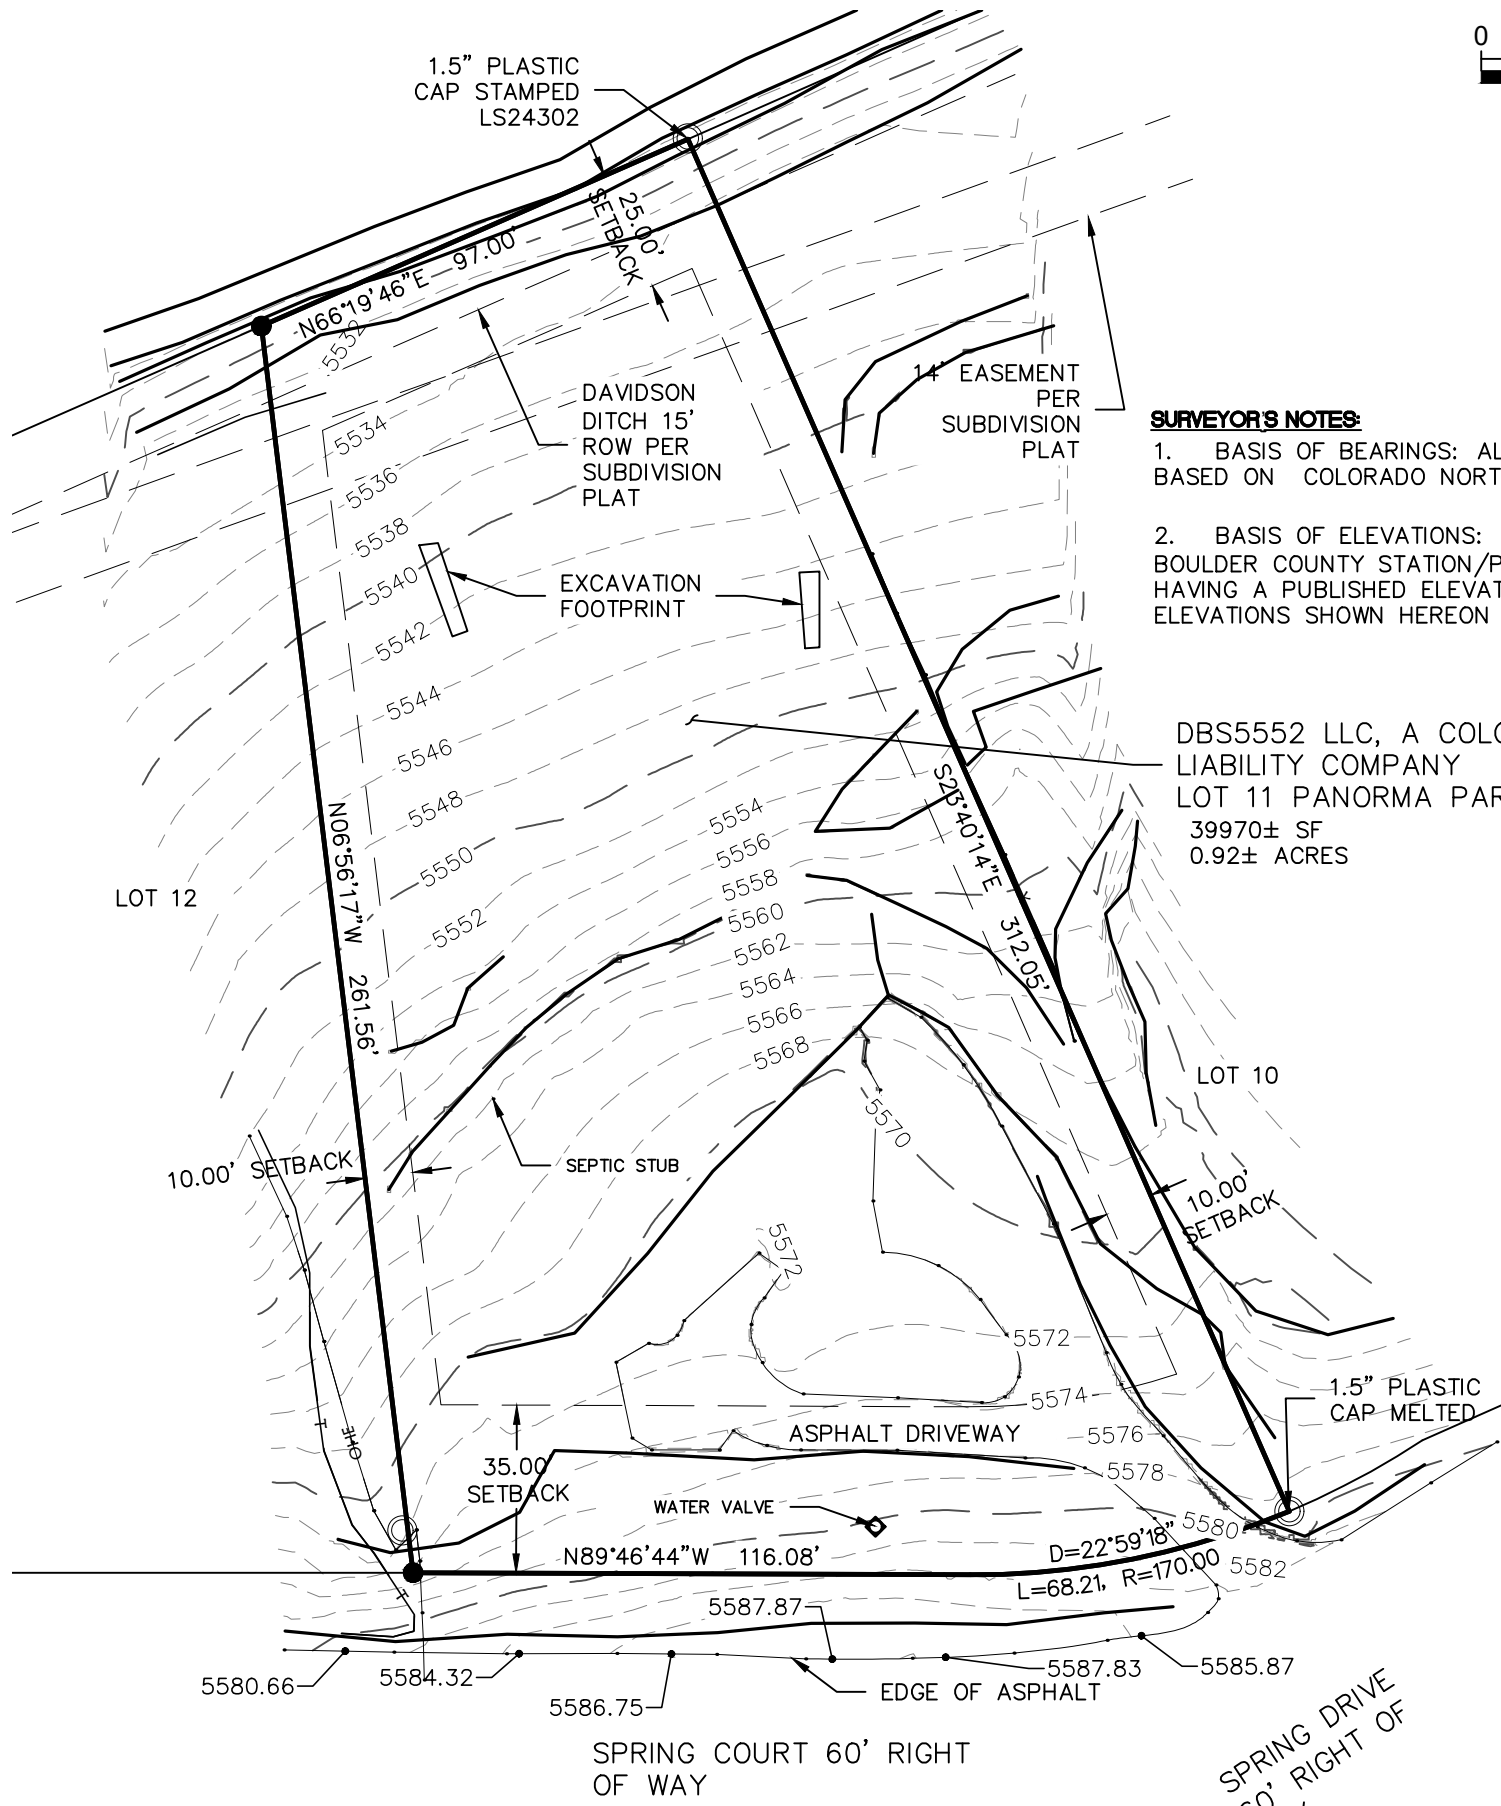 0
1.5" PLASTIC
CAP STAMPED
LS24302
25.00'
SETBACK
N66°19'46"E 97.00'
5532
5534
5536
5538
5540
5542
5544
5546
5548
5550
5552
DAVIDSON
DITCH 15'
ROW PER
SUBDIVISION
PLAT
14' EASEMENT
PER
SUBDIVISION
PLAT
SURVEYOR'S NOTES:
1. BASIS OF BEARINGS:
BASED ON COLORADO
2. BASIS OF ELEVATIONS:
BOULDER COUNTY
HAVING A PUBLISHED
ELEVATIONS SHOWN HEREON
EXCAVATION
FOOTPRINT
DBS5552 LLC, A
LIABILITY COMPANY
LOT 11 PANORMA
39970± SF
0.92± ACRES
N06°56'17"W 261.56'
S23°40'14"E 312.05'
LOT 12
5554
5556
5558
5560
5562
5564
5566
5568
5570
LOT 10
10.00' SETBACK
SEPTIC STUB
10.00'
SETBACK
5572
5572
5574
5576
5578
5580
5582
1.5" PLASTIC
CAP MELTED
T
OHE
ASPHALT DRIVEWAY
35.00
SETBACK
WATER VALVE
N89°46'44"W 116.08'
D=22°59'18"
L=68.21, R=170.00
T
5587.87
5580.66
5584.32
5586.75
5587.83
5585.87
EDGE OF ASPHALT
SPRING COURT 60' RIGHT
OF WAY
SPRING DRIVE
60' RIGHT OF